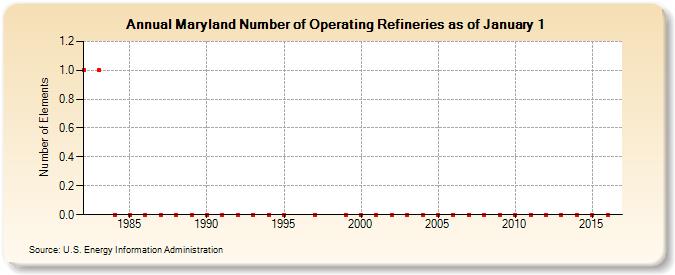 Annual Maryland Number of Operating Refineries as of January 1
Number of Elements
1.2
1.0
0.8
0.6
0.4
0.2
0.0
1985 1990 1995 2000 2005 2010 2015
Source: U.S. Energy Information Administration